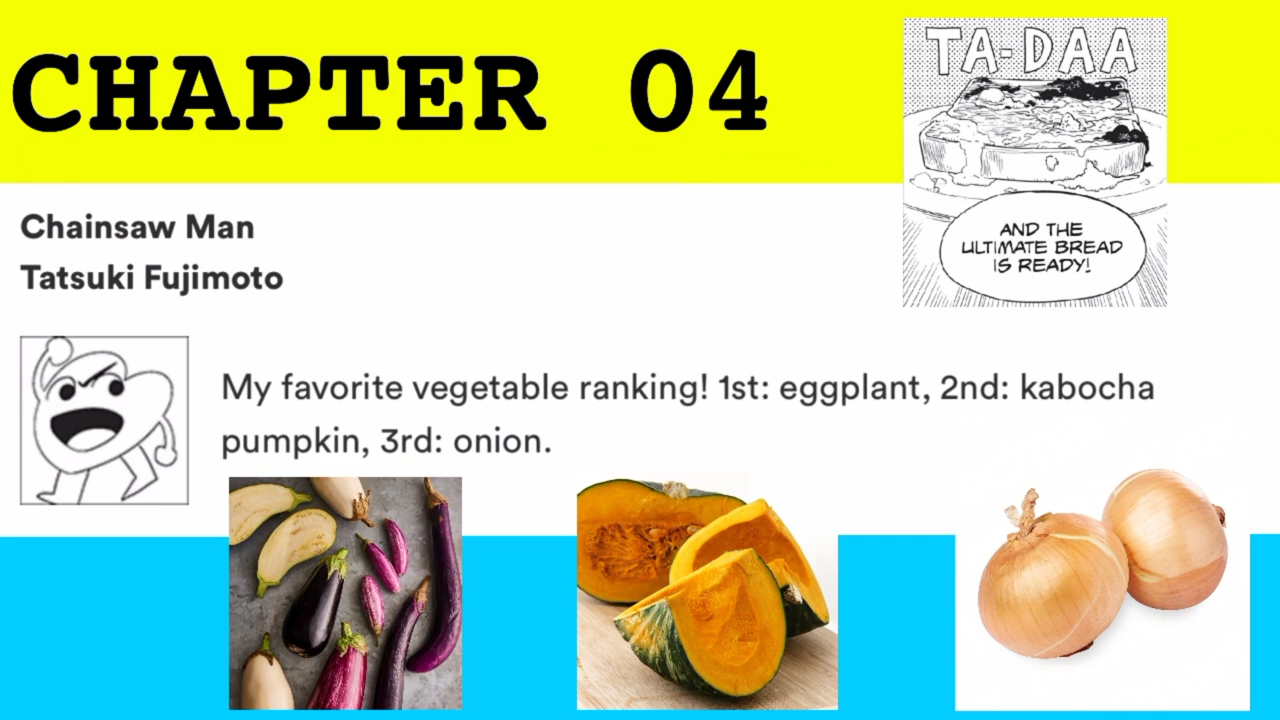 CHAPTER 04
TA-DAA
AND THE
ULTIMATE BREAD
IS READY!
Chainsaw Man
Tatsuki Fujimoto
My favorite vegetable ranking! 1st: eggplant, 2nd: kabocha
pumpkin, 3rd: onion.